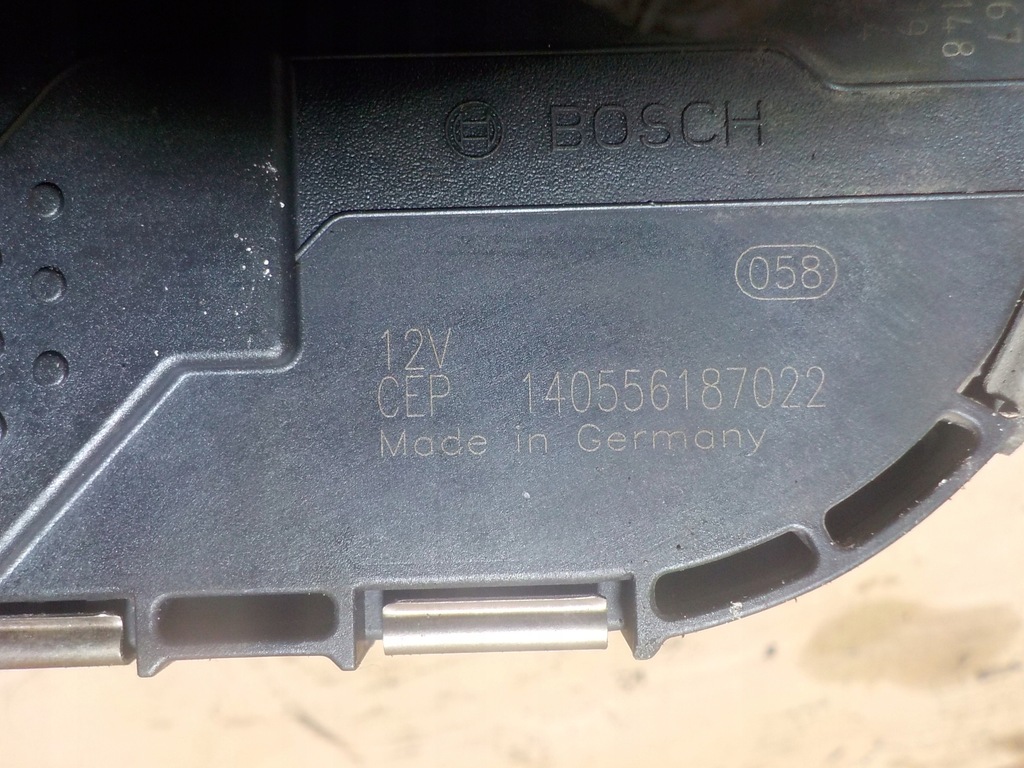 BOSCH
058
12V
CEP 140556187022
Made in Germany